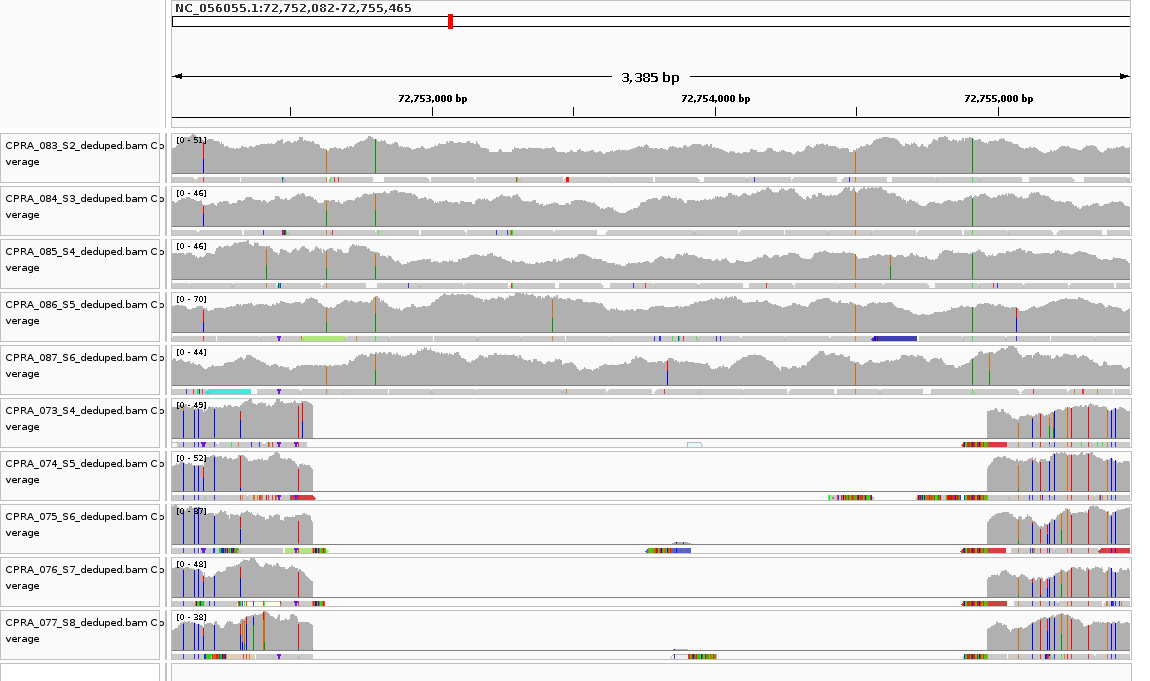 NC_056055.1:72,752,082-72,755,465
3,385 bp
72,753,000 bp 72,754,000 bp 72,755,000 bp
CPRA_083_S2_deduped.bam Co
verage
[0 - 51]
CPRA_084_S3_deduped.bam Co
verage
[0 - 46]
CPRA_085_S4_deduped.bam Co
verage
[0 - 46]
CPRA_086_S5_deduped.bam Co
verage
[0 - 70]
CPRA_087_S6_deduped.bam Co
verage
[0 - 44]
CPRA_073_S4_deduped.bam Co
verage
[0 - 49]
CPRA_074_S5_deduped.bam Co
verage
[0 - 52]
CPRA_075_S6_deduped.bam Co
verage
[0 - 37]
CPRA_076_S7_deduped.bam Co
verage
[0 - 48]
CPRA_077_S8_deduped.bam Co
verage
[0 - 38]